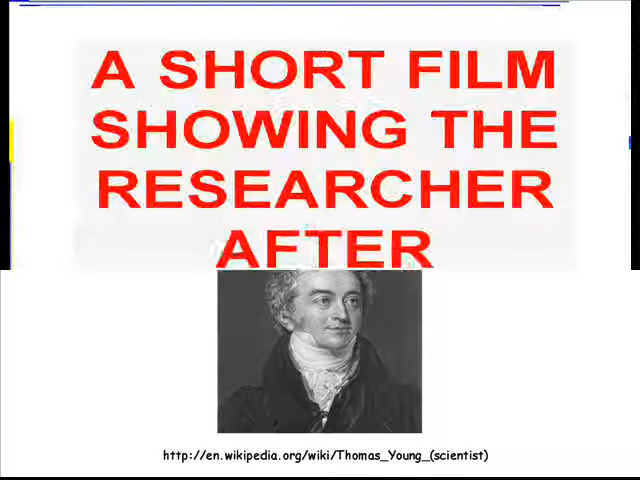 A SHORT FILM
SHOWING THE
RESEARCHER
AFTER
http://en.wikipedia.org/wiki/Thomas_Young_(scientist)